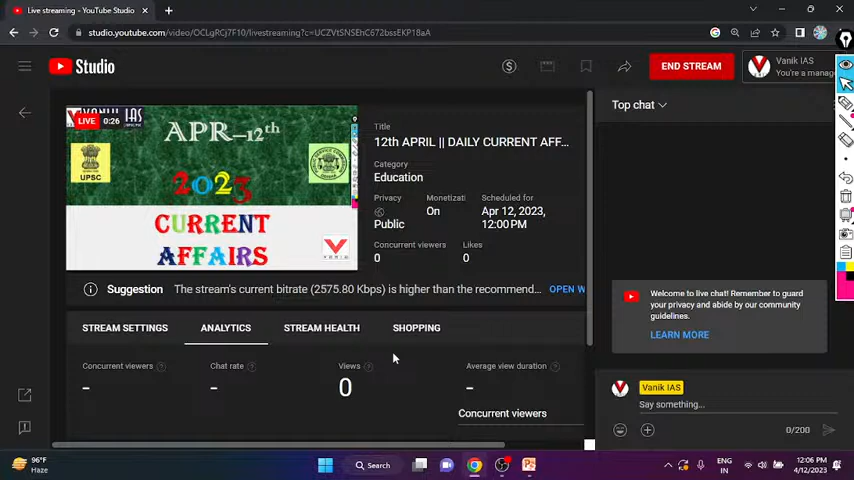 Live streaming - YouTube Studio
studio.youtube.com/video/OCLgRCj7F10/livestreaming?c=UCZVtSNSEhC672bssEKP18aA
Studio
END STREAM
Vanik IAS
You're a manag
LIVE 0:26
VANIK IAS
APR-12th
UPSC
2023
CURRENT
AFFAIRS
Title
12th APRIL || DAILY CURRENT AFF...
Category
Education
Privacy
Monetizati
Scheduled for
Public
On
Apr 12, 2023,
12:00 PM
Concurrent viewers
Likes
0
0
Suggestion
The stream's current bitrate (2575.80 Kbps) is higher than the recommend...
OPEN W
STREAM SETTINGS
ANALYTICS
STREAM HEALTH
SHOPPING
Concurrent viewers
Chat rate
Views
Average view duration
-
-
0
-
Concurrent viewers
Top chat
Welcome to live chat! Remember to guard
your privacy and abide by our community
guidelines.
LEARN MORE
Vanik IAS
Say something...
0/200
96°F
Haze
Search
ENG
IN
12:06 PM
4/12/2023